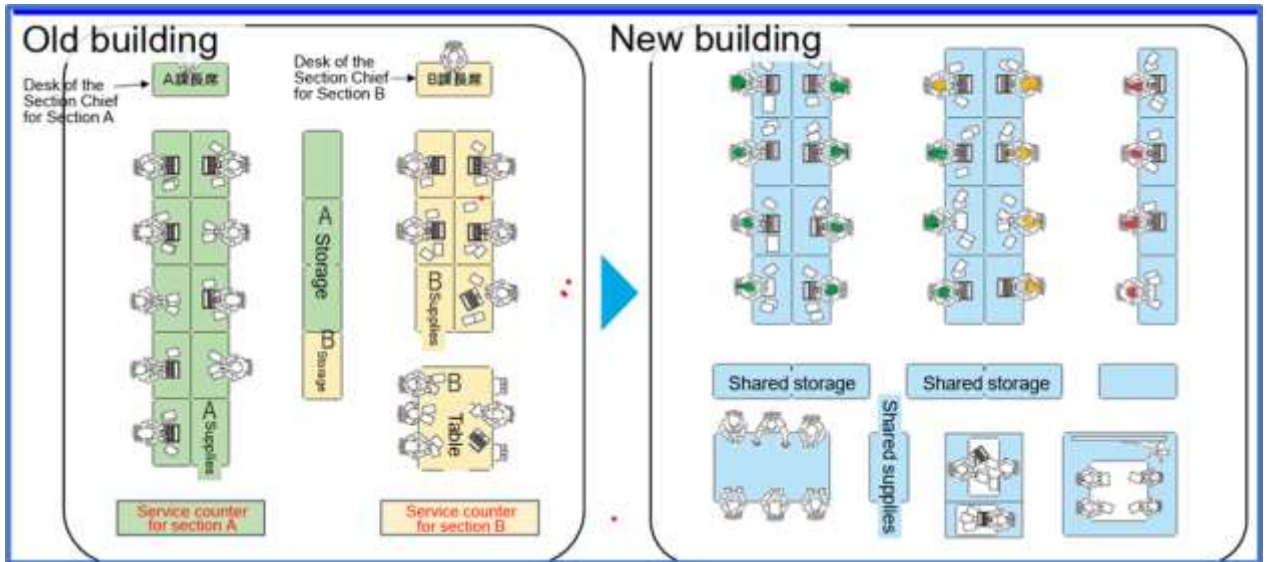 Old building
Desk of the
Section Chief
for Section A
A課長席
Desk of the
Section Chief
for Section B
B課長席
A Storage
B Storage
B Supplies
A Supplies
B Table
Service counter
for section A
Service counter
for section B
New building
Shared storage
Shared storage
Shared supplies